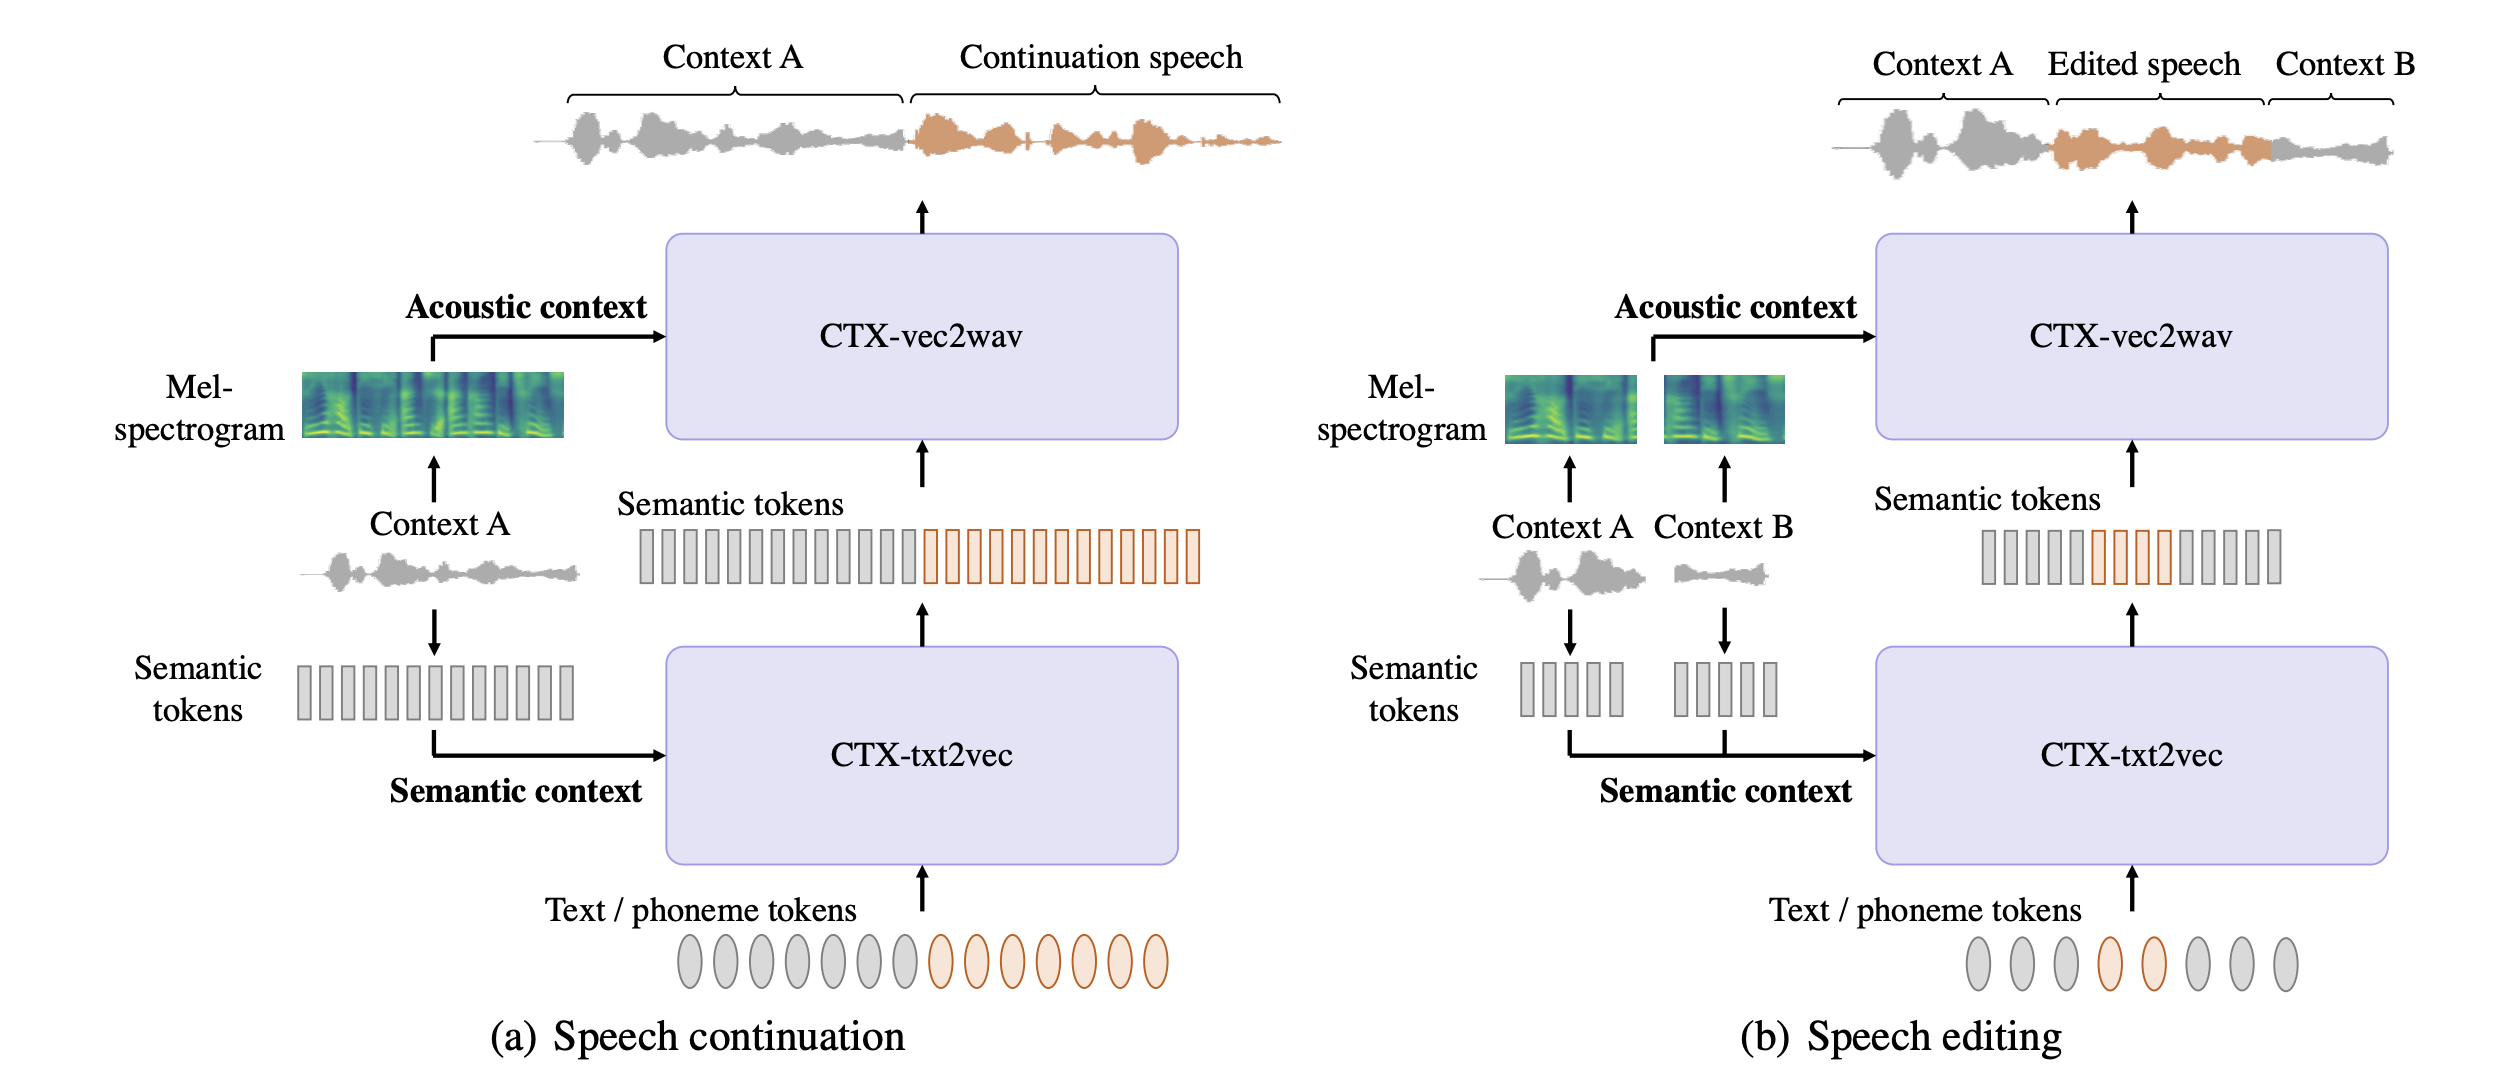 Context A
Continuation speech
Acoustic context
CTX-vec2wav
Mel-
spectrogram
Context A
Semantic tokens
Semantic
tokens
CTX-txt2vec
Semantic context
Text / phoneme tokens
(a) Speech continuation
Context A
Edited speech
Context B
Acoustic context
CTX-vec2wav
Mel-
spectrogram
Context A
Context B
Semantic tokens
Semantic
tokens
CTX-txt2vec
Semantic context
Text / phoneme tokens
(b) Speech editing